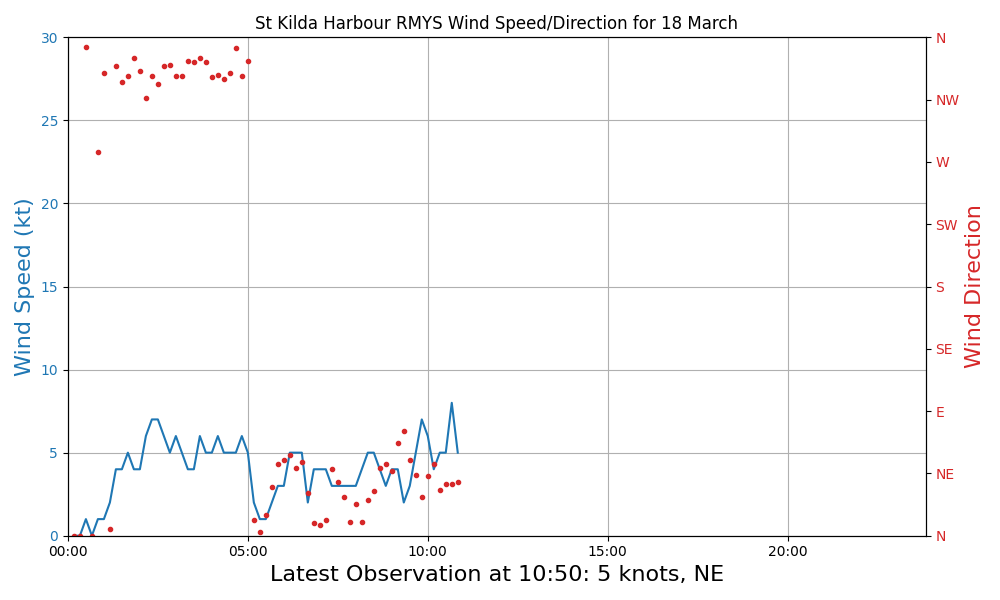 St Kilda Harbour RMYS Wind Speed/Direction for 18 March
30
25
20
15
10
5
0
Wind Speed (kt)
N
NW
W
SW
S
SE
E
NE
N
Wind Direction
00:00
05:00
10:00
15:00
20:00
Latest Observation at 10:50: 5 knots, NE